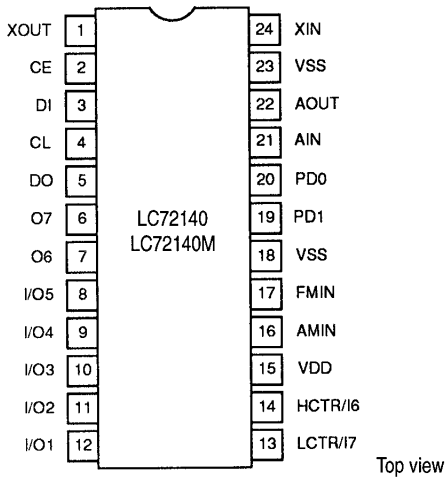 XOUT 1 24 XIN
CE 2 23 VSS
DI 3 22 AOUT
CL 4 21 AIN
DO 5 20 PD0
O7 6 19 PD1
LC72140
LC72140M
O6 7 18 VSS
I/O5 8 17 FMIN
I/O4 9 16 AMIN
I/O3 10 15 VDD
I/O2 11 14 HCTR/I6
I/O1 12 13 LCTR/I7
Top view